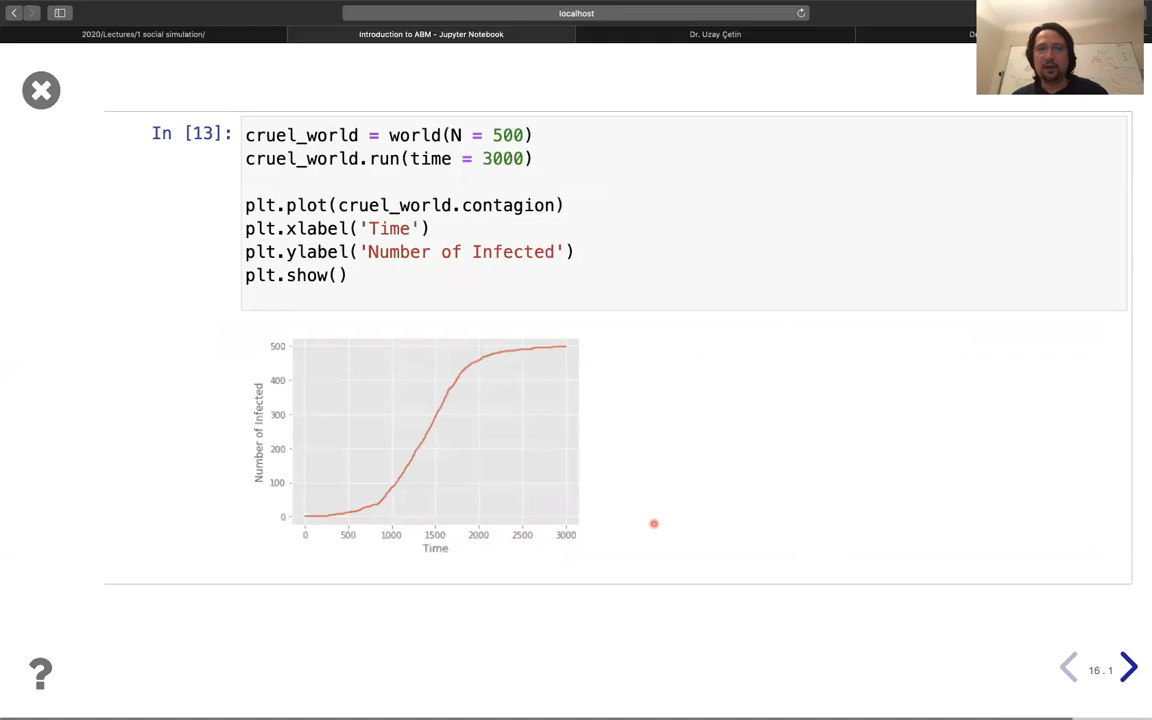 localhost
2020/Lectures/1 social simulation/
Introduction to ABM - Jupyter Notebook
Dr. Uzay Çetin
In [13]:
cruel_world = world(N = 500)
cruel_world.run(time = 3000)
plt.plot(cruel_world.contagion)
plt.xlabel('Time')
plt.ylabel('Number of Infected')
plt.show()
500
400
300
200
100
0
Number of Infected
0 500 1000 1500 2000 2500 3000
Time
?
16.1